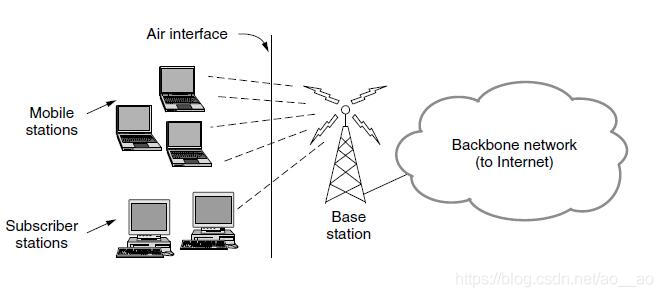 Air interface
Mobile
stations
Subscriber
stations
Base
station
Backbone network
(to Internet)
https://blog.csdn.net/ao__ao